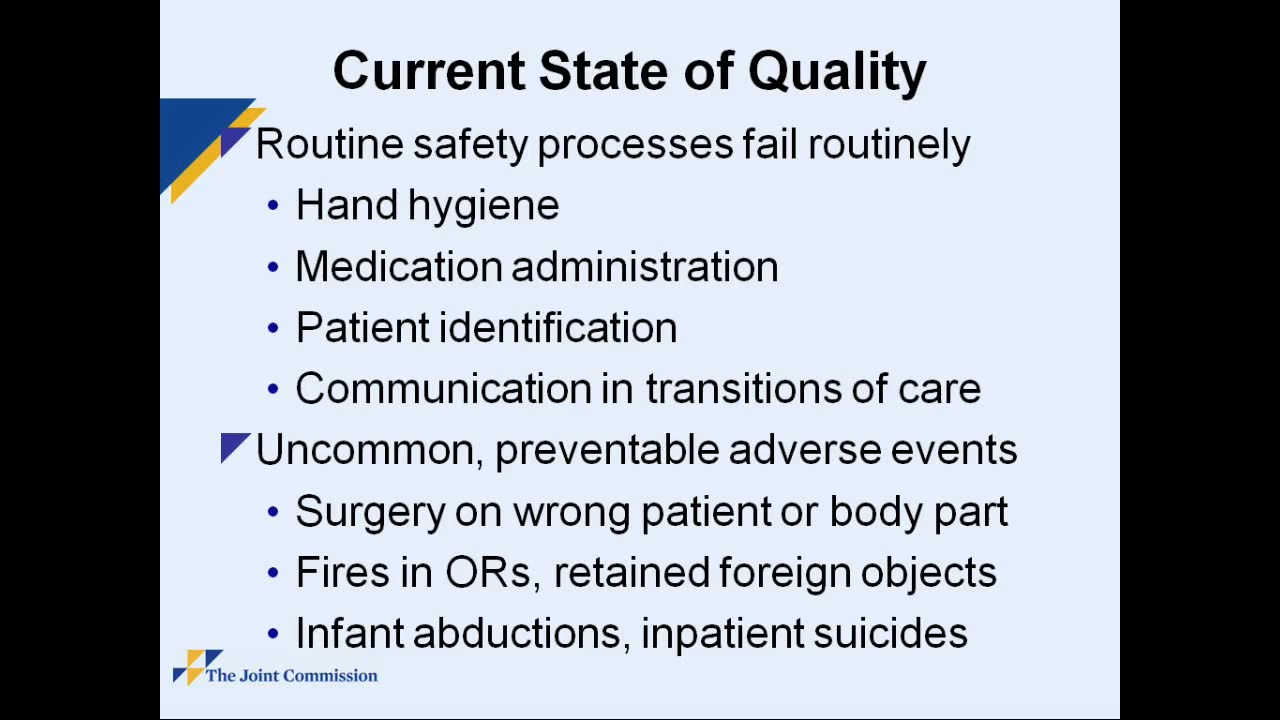 Current State of Quality
Routine safety processes fail routinely
• Hand hygiene
• Medication administration
• Patient identification
• Communication in transitions of care
Uncommon, preventable adverse events
• Surgery on wrong patient or body part
• Fires in ORs, retained foreign objects
• Infant abductions, inpatient suicides
The Joint Commission